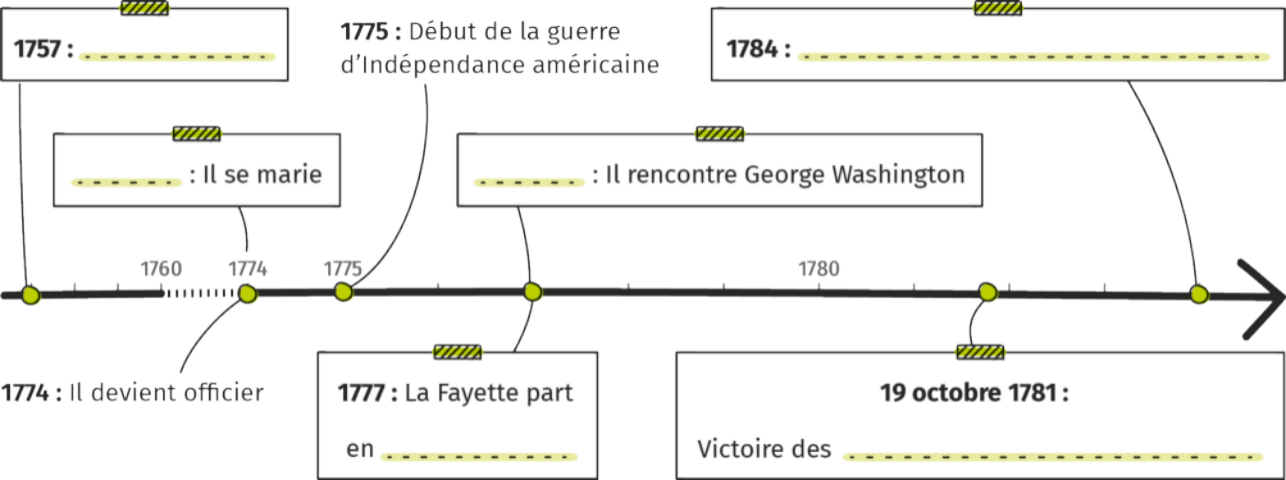 1757 :
1775 : Début de la guerre
d'Indépendance américaine
1784 :
: Il se marie
: Il rencontre George Washington
1760
1774
1775
1780
1774 : Il devient officier
1777 : La Fayette part
en
19 octobre 1781 :
Victoire des